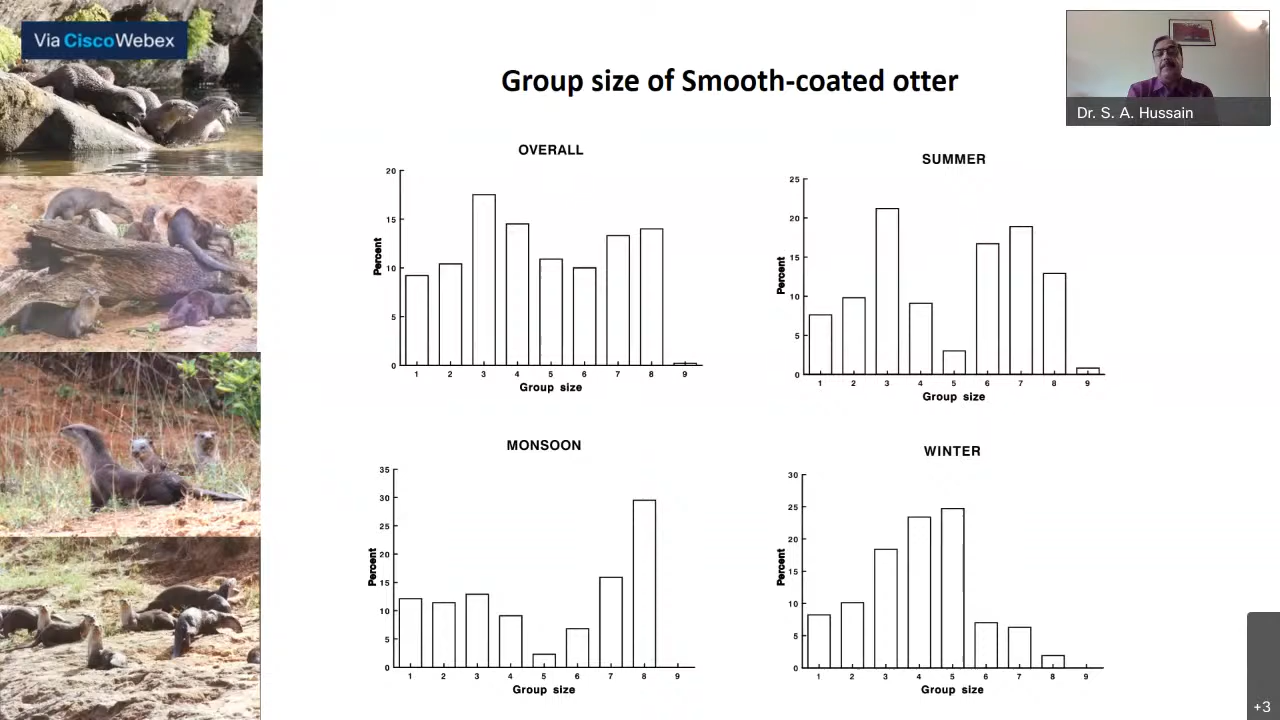 Via CiscoWebex
Group size of Smooth-coated otter
Dr. S. A. Hussain
OVERALL
20
15
10
5
0
Percent
1 2 3 4 5 6 7 8 9
Group size
SUMMER
25
20
15
10
5
0
Percent
1 2 3 4 5 6 7 8 9
Group size
MONSOON
35
30
25
20
15
10
5
0
Percent
1 2 3 4 5 6 7 8 9
Group size
WINTER
30
25
20
15
10
5
0
Percent
1 2 3 4 5 6 7 8 9
Group size
+3